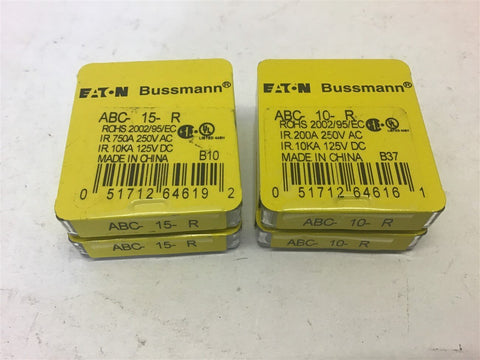 EATON Bussmann®
ABC- 15- R
ROHS 2002/95/EC
IR.750A 250V AC
IR.10KA 125V DC
MADE IN CHINA B10
0 51712 64619 2
ABC- 15- R
ABC- 15- R
EATON Bussmann®
ABC- 10- R
ROHS 2002/95/EC
IR.200A 250V AC
IR.10KA 125V DC
MADE IN CHINA B37
0 51712 64616 1
ABC- 10- R
ABC- 10- R